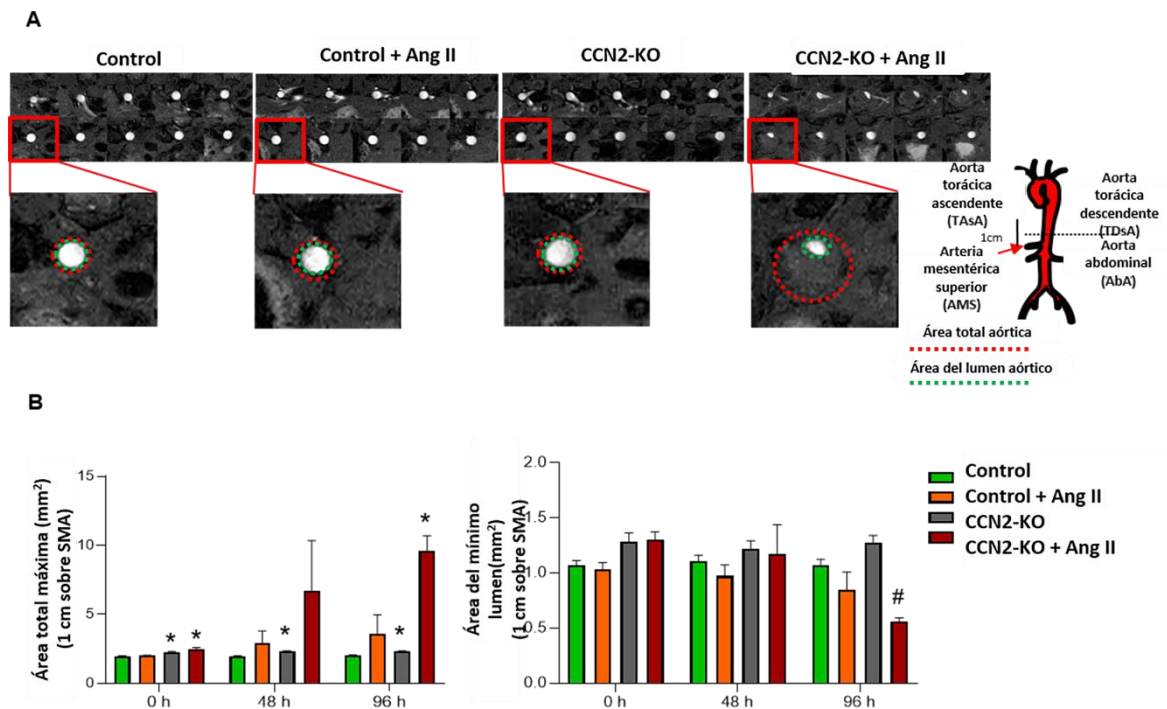 A
Control
Control + Ang II
CCN2-KO
CCN2-KO + Ang II
Aorta
torácica
ascendente
(TAsA)
1cm
Arteria
mesentérica
superior
(AMS)
Aorta
torácica
descendente
(TDsA)
Aorta
abdominal
(AbA)
Área total aórtica
Área del lumen aórtico
B
Área total máxima (mm²)
(1 cm sobre SMA)
15
10
5
0
0 h
48 h
96 h
*
*
*
*
*
Área del mínimo
lumen(mm²)
(1 cm sobre SMA)
2.0
1.5
1.0
0.5
0.0
0 h
48 h
96 h
#
Control
Control + Ang II
CCN2-KO
CCN2-KO + Ang II